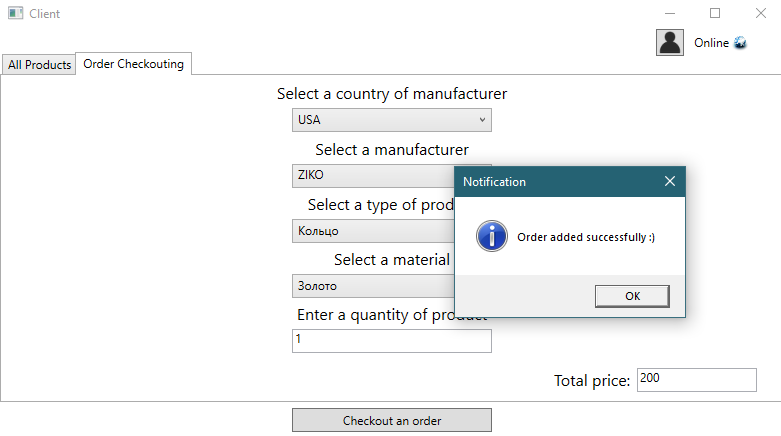 Client
Online
All Products
Order Checkouting
Select a country of manufacturer
USA
Select a manufacturer
ZIKO
Notification
Select a type of prod
Кольцо
Order added successfully :)
Select a material
Золото
OK
Enter a quantity of product
1
Total price: 200
Checkout an order